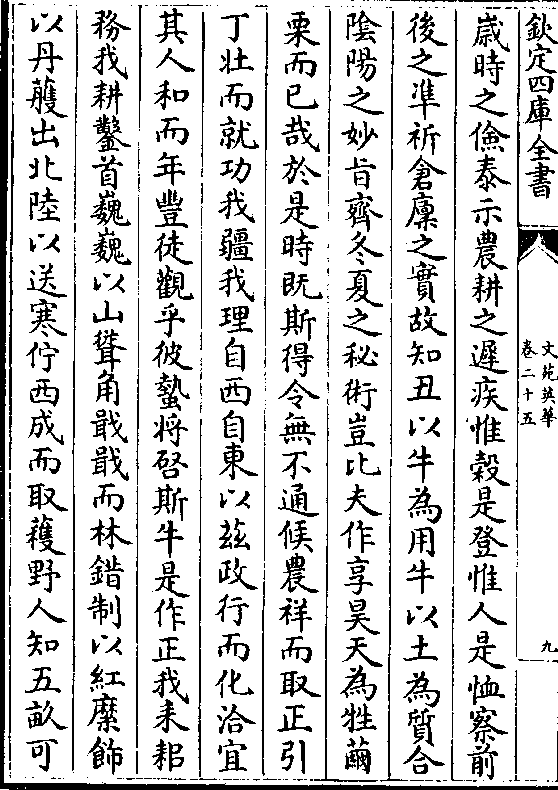 欽定四庫全書
文苑英華
卷二十五
九
歲時之儉泰示農耕之遲疾惟穀是登惟人是恤察前
後之準祈倉廩之實故知丑以牛為用牛以土為質合
陰陽之妙旨齊冬夏之秘術豈比夫作享昊天為牲繭
栗而已哉於是時既斯得令無不通候農祥而取正引
丁壯而就功我疆我理自西自東以茲政行而化洽宜
其人和而年豐徒觀乎彼蟄將啓斯牛是作正我耒耜
務我耕鑿首巍巍以山聳角戢戢而林錯制以紅縻飾
以丹雘出北陸以送寒佇西成而取穫野人知五畝可